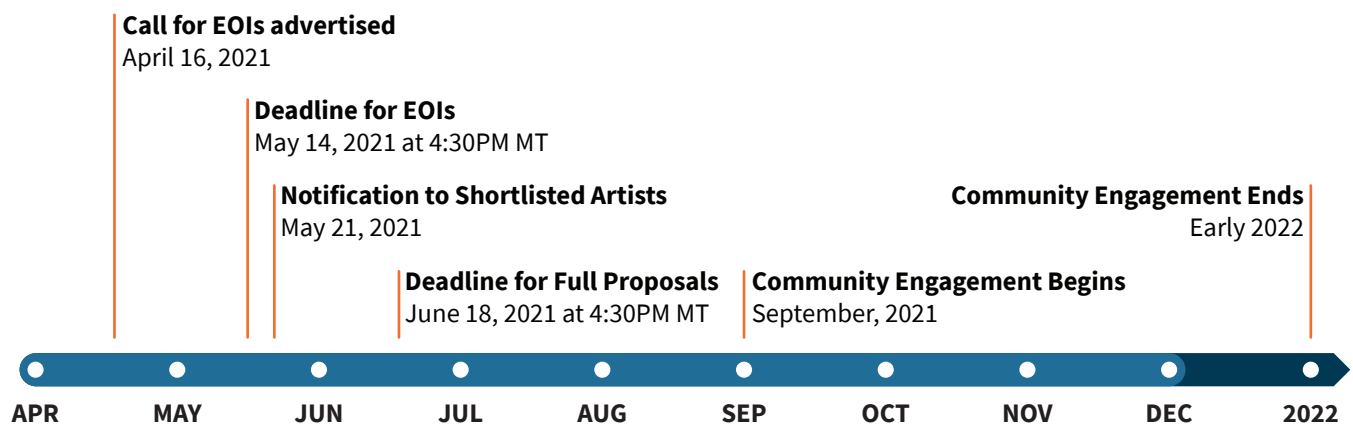 Call for EOIs advertised
April 16, 2021
Deadline for EOIs
May 14, 2021 at 4:30PM MT
Notification to Shortlisted Artists
May 21, 2021
Community Engagement Ends
Early 2022
Deadline for Full Proposals
June 18, 2021 at 4:30PM MT
Community Engagement Begins
September, 2021
APR MAY JUN JUL AUG SEP OCT NOV DEC 2022